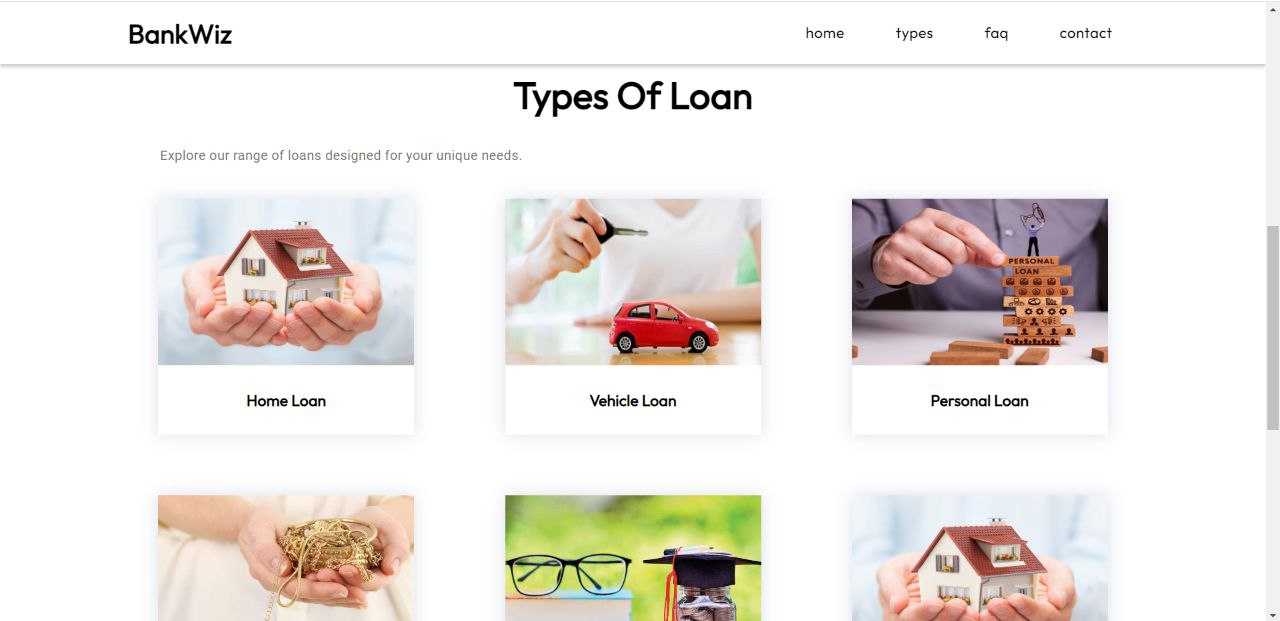 BankWiz
home types faq contact
Types Of Loan
Explore our range of loans designed for your unique needs.
PERSONAL
LOAN
Home Loan Vehicle Loan Personal Loan